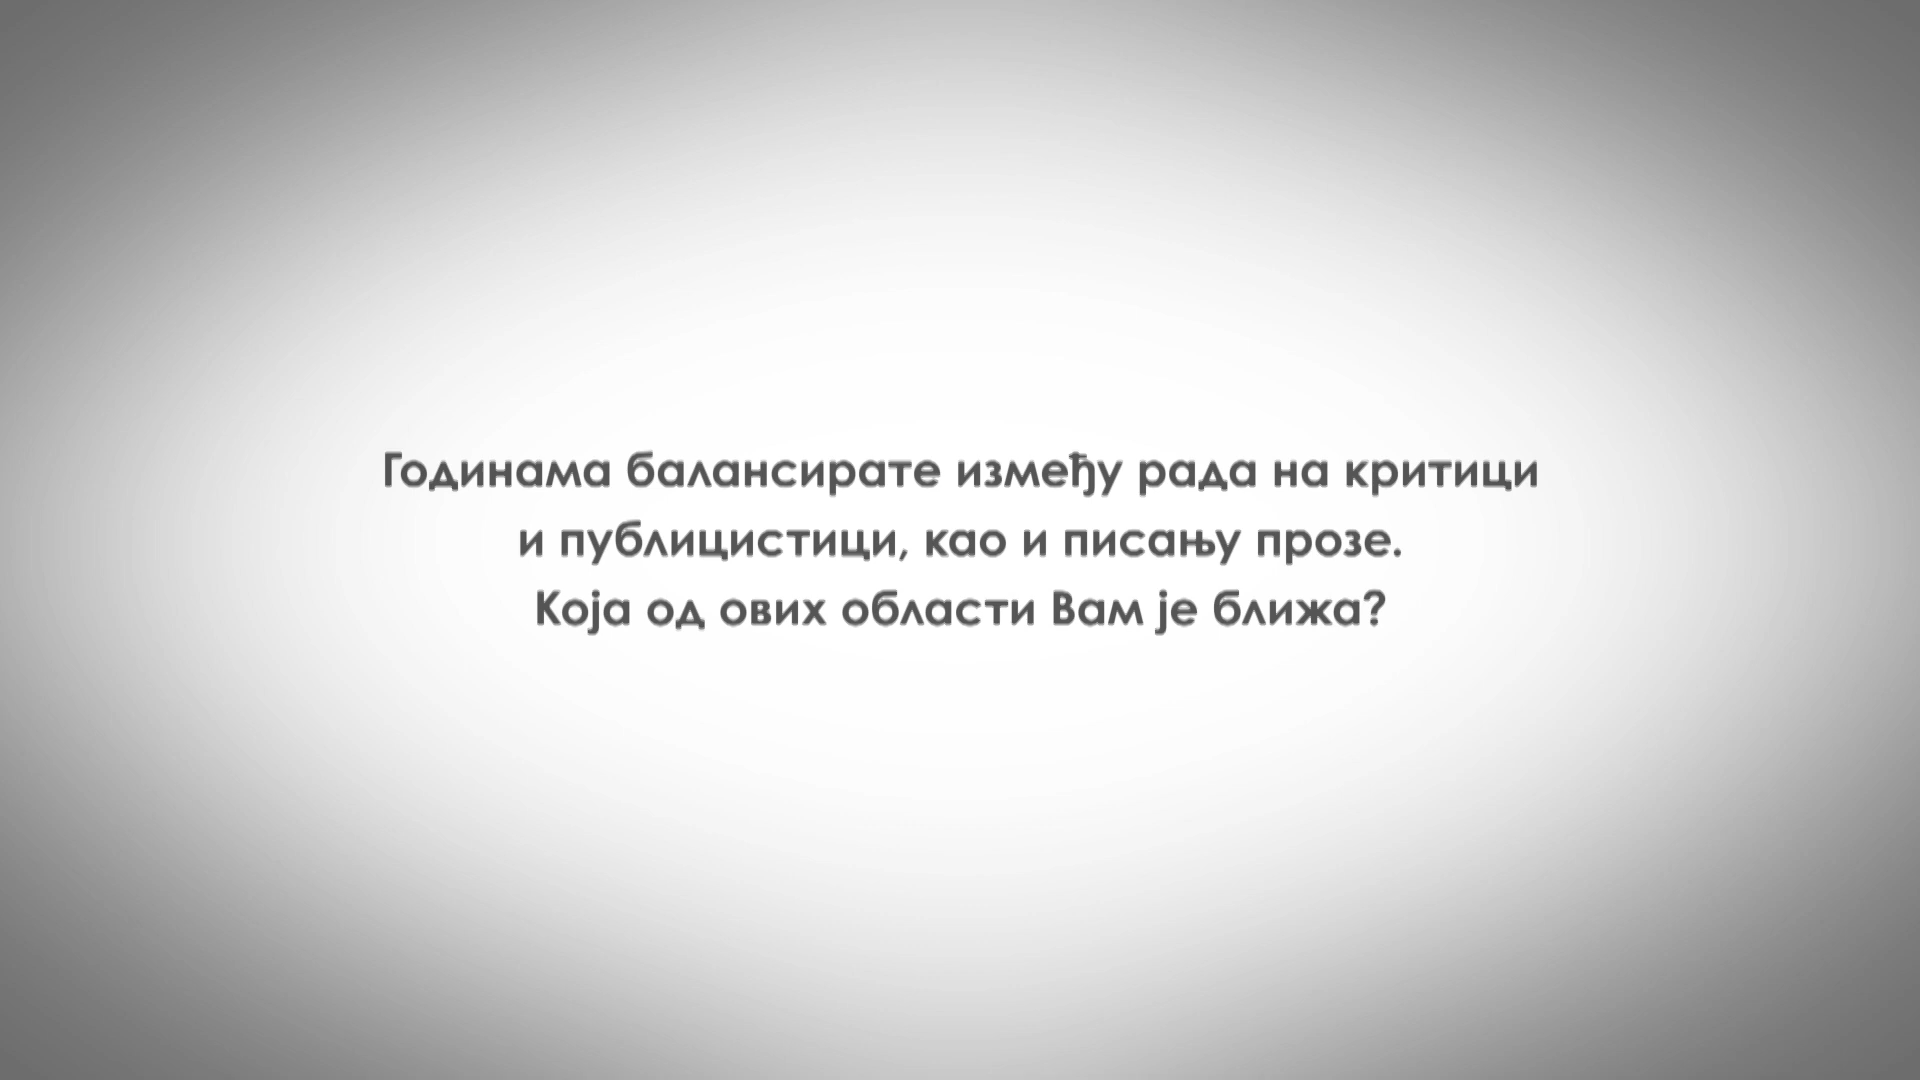 Годинама балансирате између рада на критици
и публицистици, као и писању прозе.
Која од ових области Вам је ближа?